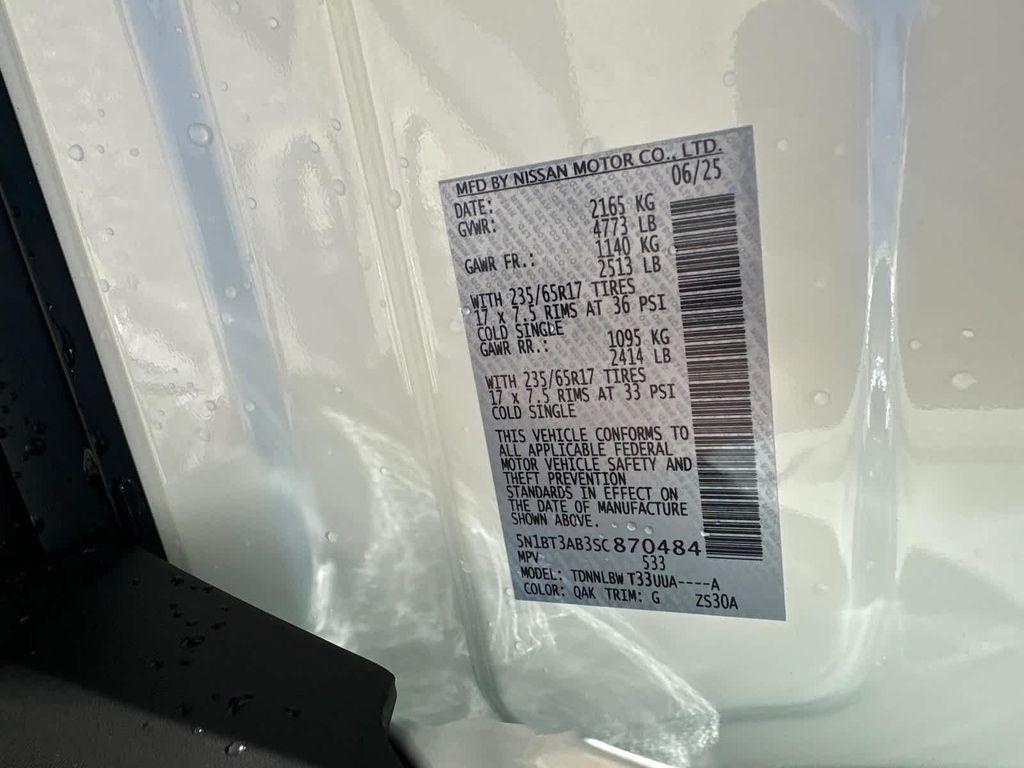 MFD BY NISSAN MOTOR CO., LTD.
DATE: 06/25
GVWR: 2165 KG
4773 LB
GAWR FR.: 1140 KG
2513 LB
WITH 235/65R17 TIRES
17 x 7.5 RIMS AT 36 PSI
COLD SINGLE
GAWR RR.: 1095 KG
2414 LB
WITH 235/65R17 TIRES
17 x 7.5 RIMS AT 33 PSI
COLD SINGLE
THIS VEHICLE CONFORMS TO
ALL APPLICABLE FEDERAL
MOTOR VEHICLE SAFETY AND
THEFT PREVENTION
STANDARDS IN EFFECT ON
THE DATE OF MANUFACTURE
SHOWN ABOVE.
5N1BT3AB3SC870484
MPV 533
MODEL: TDNNLBW T33UUA----A
COLOR: QAK TRIM: G ZS30A